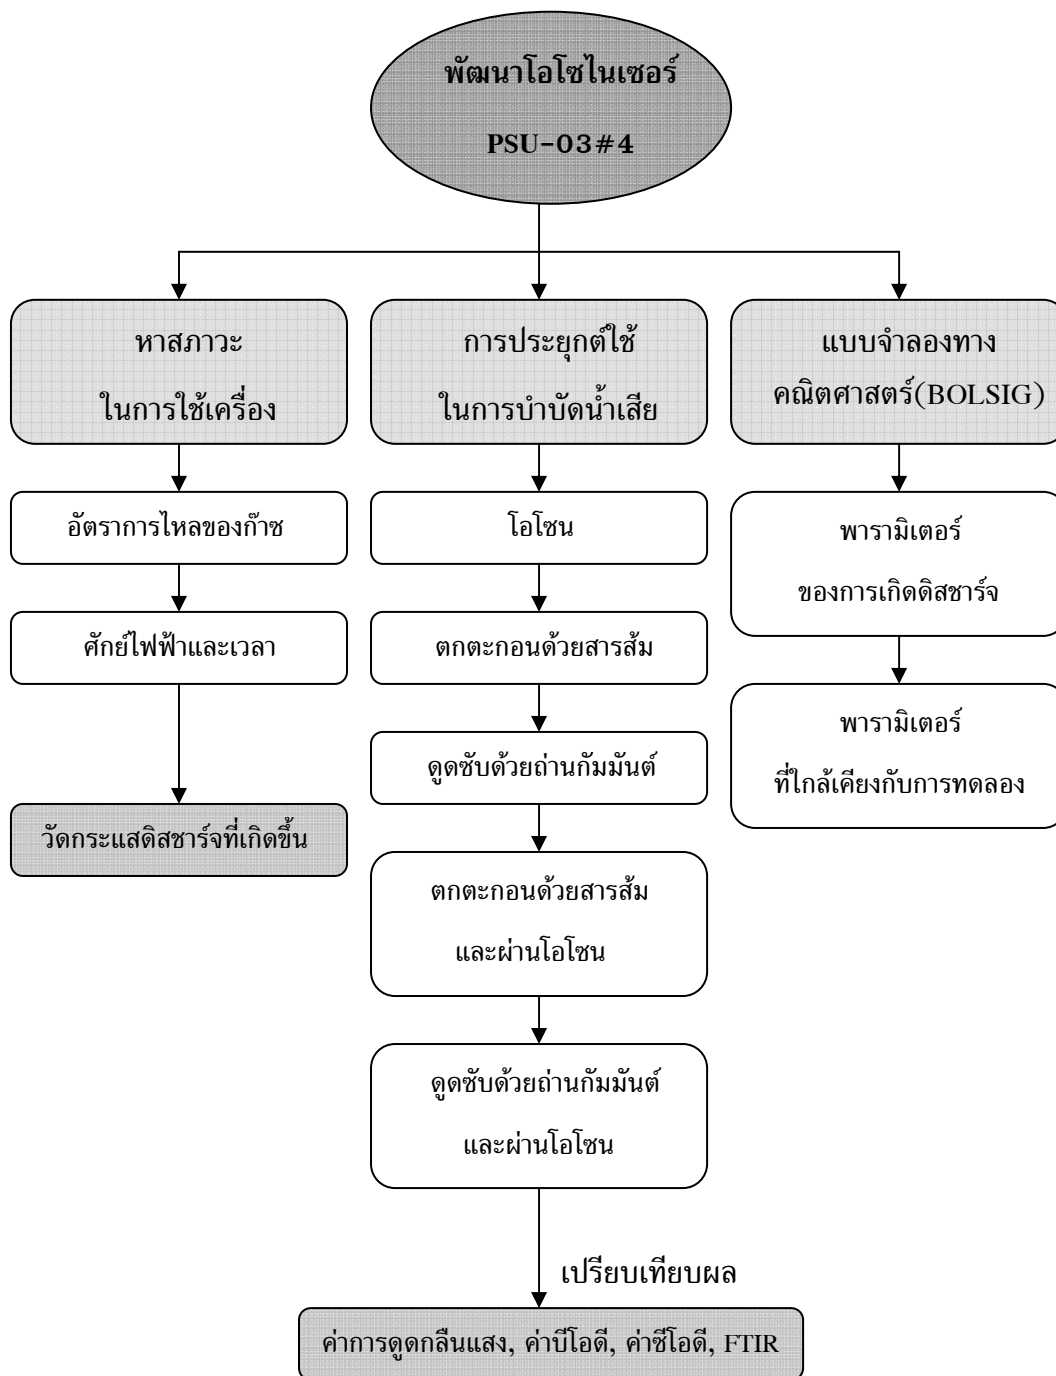 พัฒนาโอโซไนเซอร์
PSU-03#4
หาสภาวะ
ในการใช้เครื่อง
อัตราการไหลของก๊าซ
ศักย์ไฟฟ้าและเวลา
วัดกระแสดิสชาร์จที่เกิดขึ้น
การประยุกต์ใช้
ในการบำบัดน้ำเสีย
โอโซน
ตกตะกอนด้วยสารส้ม
ดูดซับด้วยถ่านกัมมันต์
ตกตะกอนด้วยสารส้ม
และผ่านโอโซน
ดูดซับด้วยถ่านกัมมันต์
และผ่านโอโซน
เปรียบเทียบผล
ค่าการดูดกลืนแสง, ค่าบีโอดี, ค่าซีโอดี, FTIR
แบบจำลองทาง
คณิตศาสตร์(BOLSIG)
พารามิเตอร์
ของการเกิดดิสชาร์จ
พารามิเตอร์
ที่ใกล้เคียงกับการทดลอง